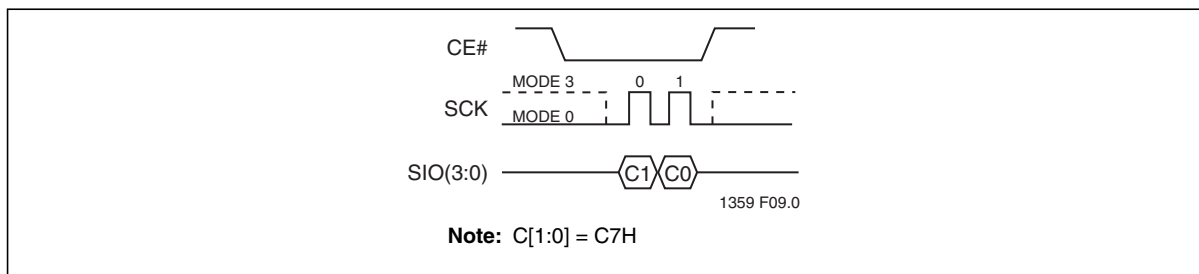 CE#
MODE 3 0 1
SCK
MODE 0
SIO(3:0) C1 C0
1359 F09.0
Note: C[1:0] = C7H